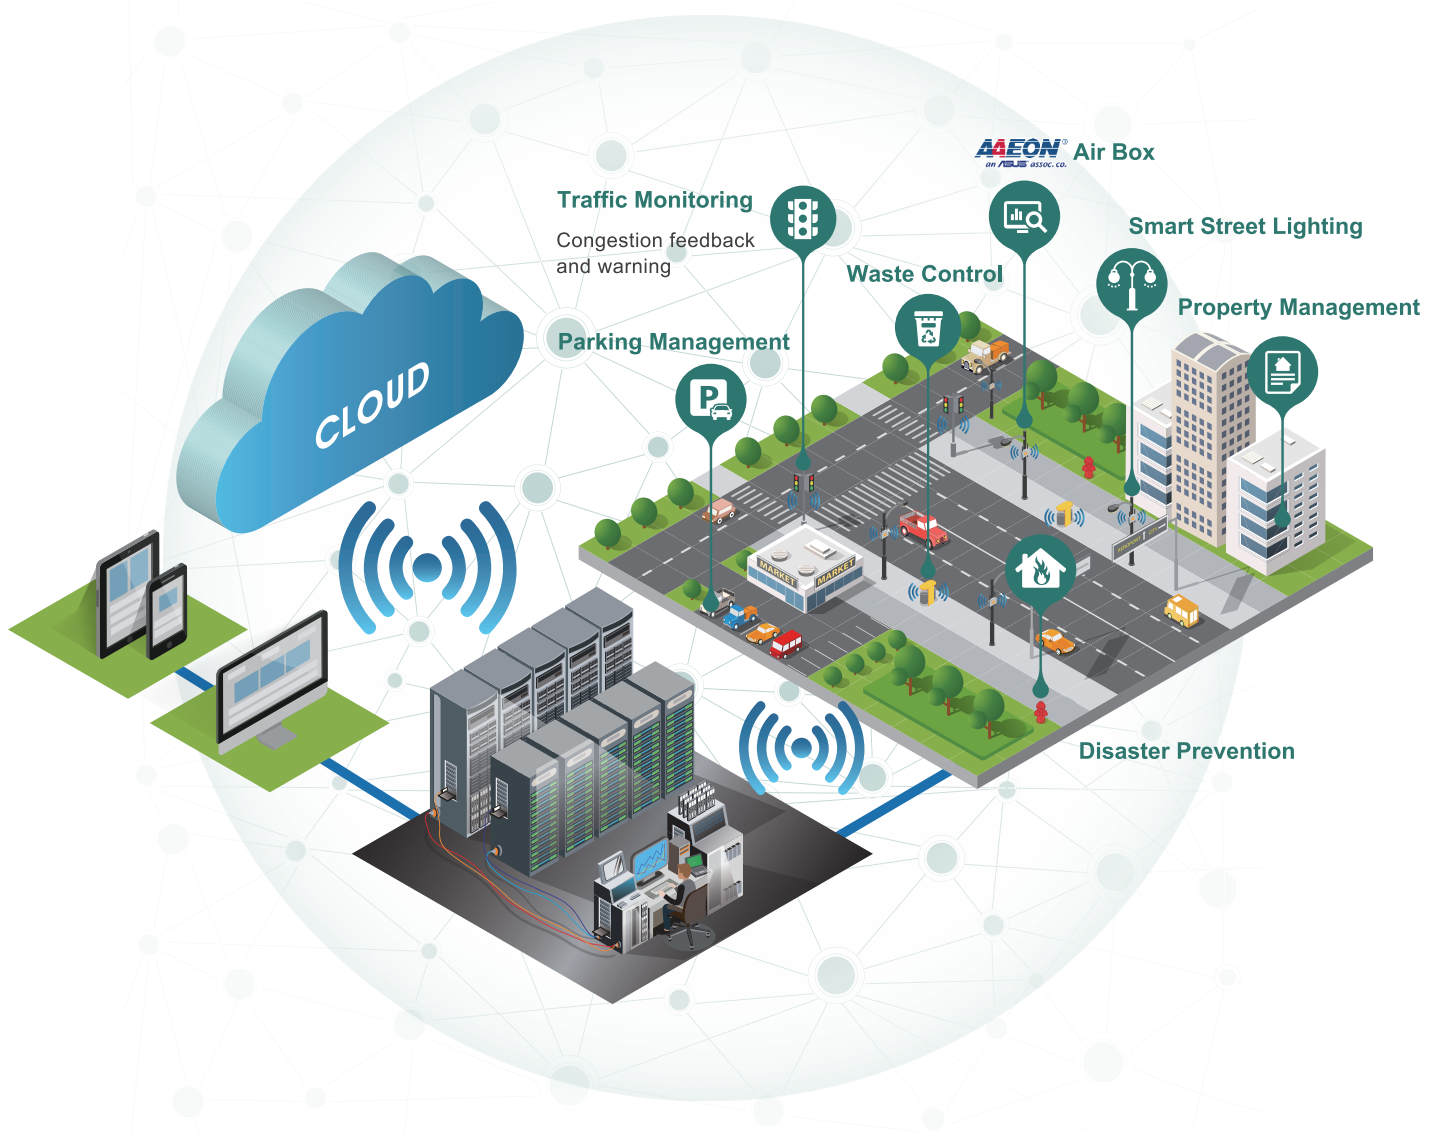 AAEON® Air Box
an ASUS assoc. co.
Traffic Monitoring
Congestion feedback
and warning
Smart Street Lighting
Waste Control
Property Management
Parking Management
P
CLOUD
MARKET
MARKET
Disaster Prevention